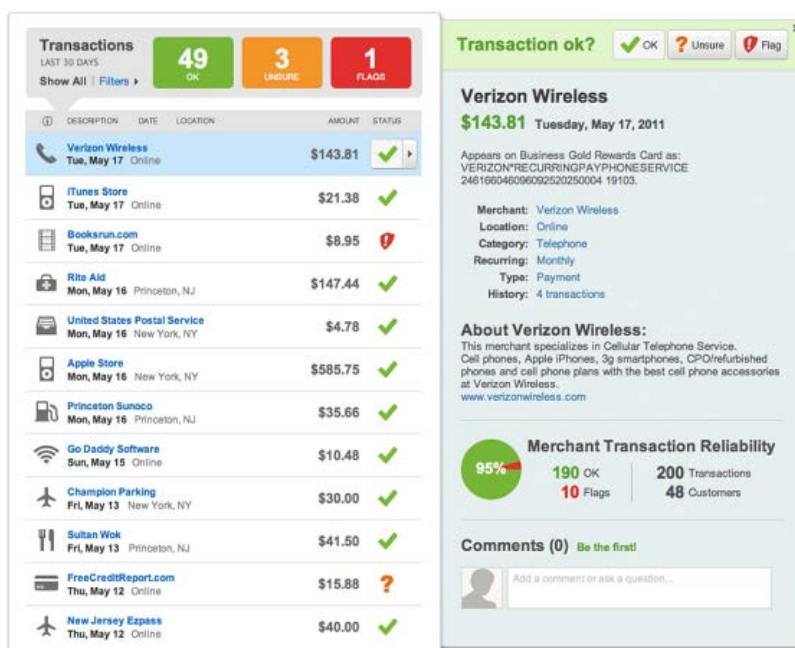 Transactions
LAST 30 DAYS
Show All | Filters
49
OK
3
UNSURE
1
FLAGS
DESCRIPTION DATE LOCATION AMOUNT STATUS
Verizon Wireless
Tue, May 17 Online
$143.81
iTunes Store
Tue, May 17 Online
$21.38
Booksrun.com
Tue, May 17 Online
$8.95
Rite Aid
Mon, May 16 Princeton, NJ
$147.44
United States Postal Service
Mon, May 16 New York, NY
$4.78
Apple Store
Mon, May 16 New York, NY
$585.75
Princeton Sunoco
Mon, May 16 Princeton, NJ
$35.66
Go Daddy Software
Sun, May 15 Online
$10.48
Champion Parking
Fri, May 13 New York, NY
$30.00
Sultan Wok
Fri, May 13 Princeton, NJ
$41.50
FreeCreditReport.com
Thu, May 12 Online
$15.88
?
New Jersey Ezpass
Thu, May 12 Online
$40.00
Transaction ok?
OK
? Unsure
Flag
Verizon Wireless
$143.81 Tuesday, May 17, 2011
Appears on Business Gold Rewards Card as:
VERIZON*RECURRINGPAYPHONESERVICE
246166046096092520250004 19103.
Merchant: Verizon Wireless
Location: Online
Category: Telephone
Recurring: Monthly
Type: Payment
History: 4 transactions
About Verizon Wireless:
This merchant specializes in Cellular Telephone Service.
Cell phones, Apple iPhones, 3g smartphones, CPO/refurbished
phones and cell phone plans with the best cell phone accessories
at Verizon Wireless.
www.verizonwireless.com
95%
Merchant Transaction Reliability
190 OK 200 Transactions
10 Flags 48 Customers
Comments (0) Be the first!
Add a comment or ask a question...